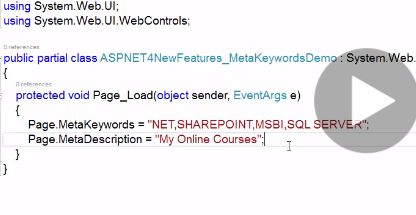 using System.Web.UI;
using System.Web.UI.WebControls;
0 references
public partial class ASPNET4NewFeatures_MetaKeywordsDemo : System.Web.
{
0 references
protected void Page_Load(object sender, EventArgs e)
{
Page.MetaKeywords = "NET,SHAREPOINT,MSBI,SQL SERVER";
Page.MetaDescription = "My Online Courses";
}
}